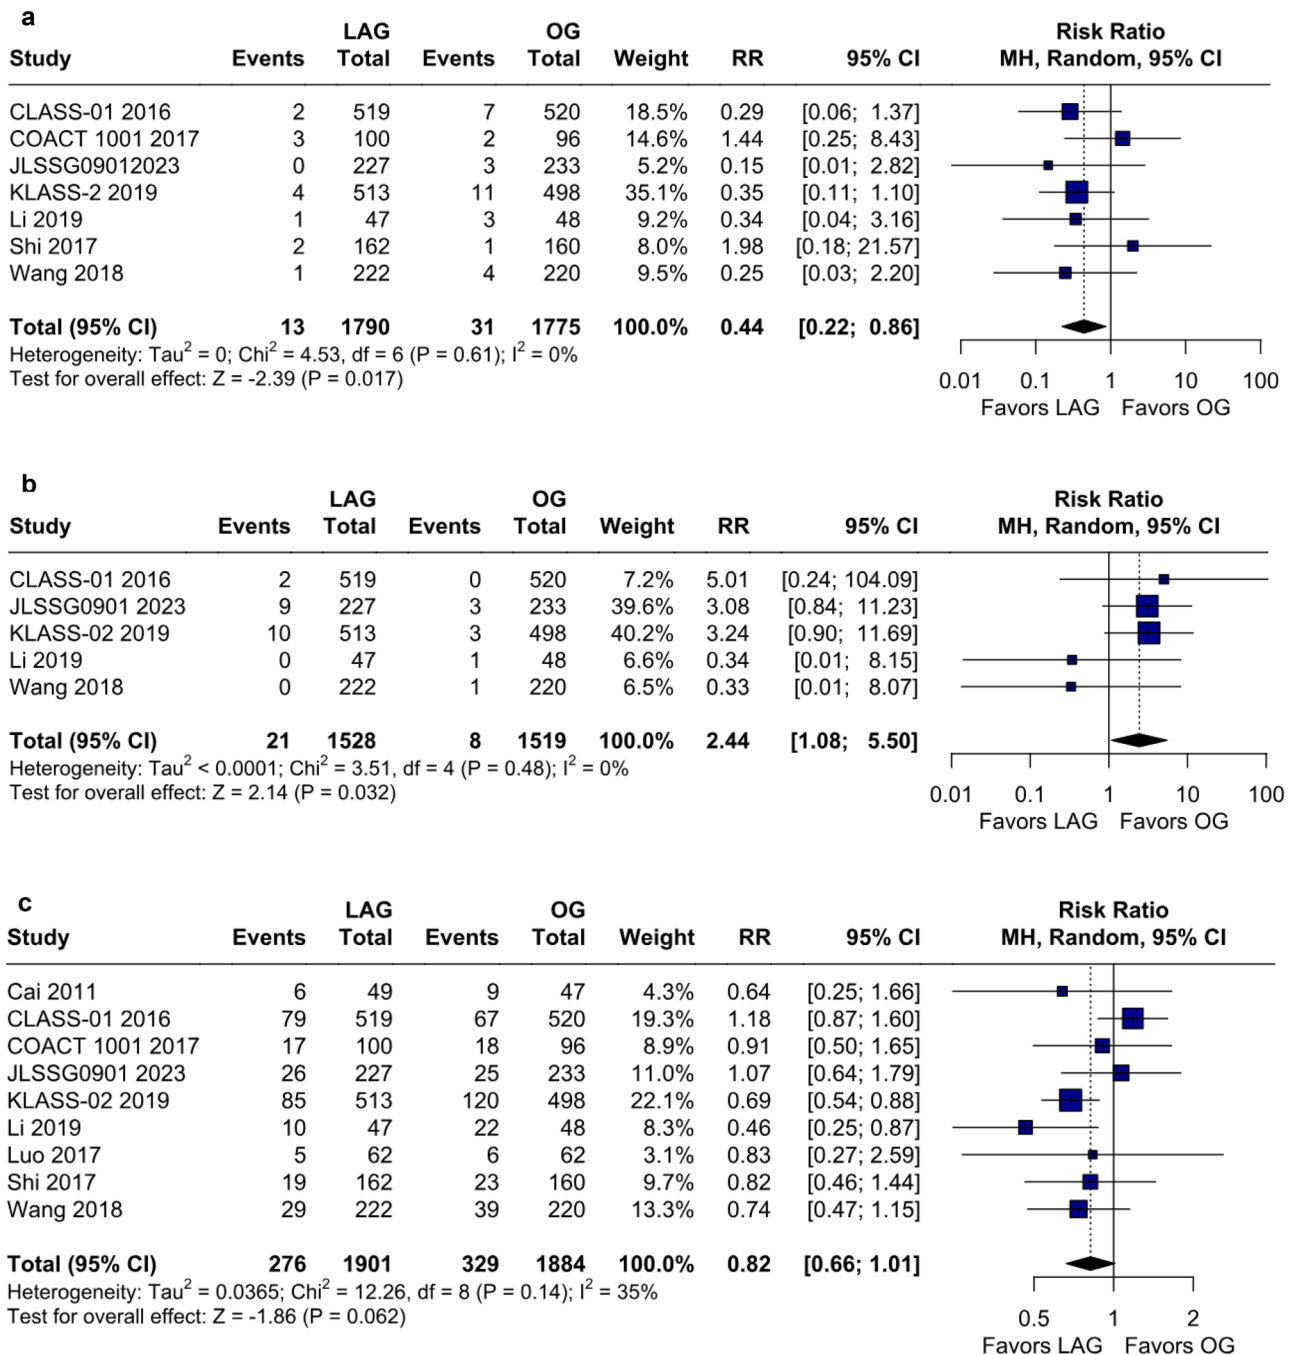 a
LAG OG Risk Ratio
Study Events Total Events Total Weight RR 95% CI MH, Random, 95% CI
CLASS-01 2016 2 519 7 520 18.5% 0.29 [0.06; 1.37]
COACT 1001 2017 3 100 2 96 14.6% 1.44 [0.25; 8.43]
JLSSG09012023 0 227 3 233 5.2% 0.15 [0.01; 2.82]
KLASS-2 2019 4 513 11 498 35.1% 0.35 [0.11; 1.10]
Li 2019 1 47 3 48 9.2% 0.34 [0.04; 3.16]
Shi 2017 2 162 1 160 8.0% 1.98 [0.18; 21.57]
Wang 2018 1 222 4 220 9.5% 0.25 [0.03; 2.20]
Total (95% CI) 13 1790 31 1775 100.0% 0.44 [0.22; 0.86]
Heterogeneity: Tau² = 0; Chi² = 4.53, df = 6 (P = 0.61); I² = 0%
Test for overall effect: Z = -2.39 (P = 0.017)
0.01 0.1 1 10 100
Favors LAG Favors OG
b
LAG OG Risk Ratio
Study Events Total Events Total Weight RR 95% CI MH, Random, 95% CI
CLASS-01 2016 2 519 0 520 7.2% 5.01 [0.24; 104.09]
JLSSG0901 2023 9 227 3 233 39.6% 3.08 [0.84; 11.23]
KLASS-02 2019 10 513 3 498 40.2% 3.24 [0.90; 11.69]
Li 2019 0 47 1 48 6.6% 0.34 [0.01; 8.15]
Wang 2018 0 222 1 220 6.5% 0.33 [0.01; 8.07]
Total (95% CI) 21 1528 8 1519 100.0% 2.44 [1.08; 5.50]
Heterogeneity: Tau² < 0.0001; Chi² = 3.51, df = 4 (P = 0.48); I² = 0%
Test for overall effect: Z = 2.14 (P = 0.032)
0.01 0.1 1 10 100
Favors LAG Favors OG
c
LAG OG Risk Ratio
Study Events Total Events Total Weight RR 95% CI MH, Random, 95% CI
Cai 2011 6 49 9 47 4.3% 0.64 [0.25; 1.66]
CLASS-01 2016 79 519 67 520 19.3% 1.18 [0.87; 1.60]
COACT 1001 2017 17 100 18 96 8.9% 0.91 [0.50; 1.65]
JLSSG0901 2023 26 227 25 233 11.0% 1.07 [0.64; 1.79]
KLASS-02 2019 85 513 120 498 22.1% 0.69 [0.54; 0.88]
Li 2019 10 47 22 48 8.3% 0.46 [0.25; 0.87]
Luo 2017 5 62 6 62 3.1% 0.83 [0.27; 2.59]
Shi 2017 19 162 23 160 9.7% 0.82 [0.46; 1.44]
Wang 2018 29 222 39 220 13.3% 0.74 [0.47; 1.15]
Total (95% CI) 276 1901 329 1884 100.0% 0.82 [0.66; 1.01]
Heterogeneity: Tau² = 0.0365; Chi² = 12.26, df = 8 (P = 0.14); I² = 35%
Test for overall effect: Z = -1.86 (P = 0.062)
0.5 1 2
Favors LAG Favors OG